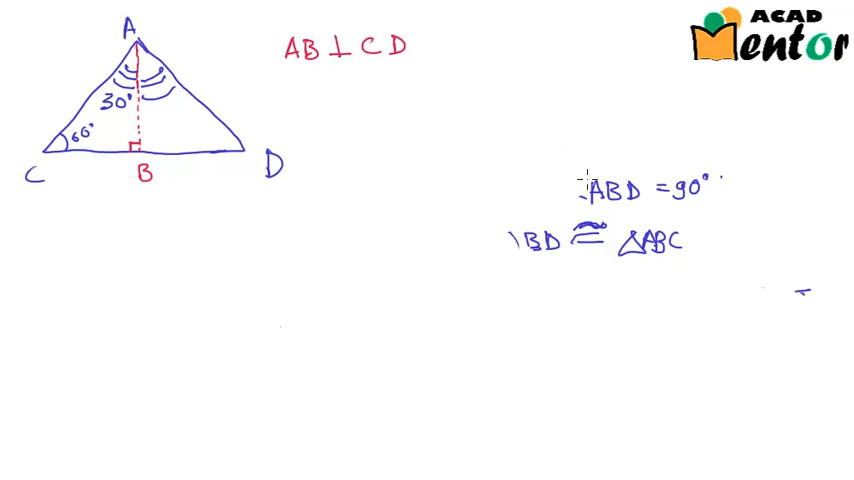 ACAD
Mentor
A
AB ⊥ CD
30°
60°
C
B
D
ABD = 90°
BD ≅ △ABC